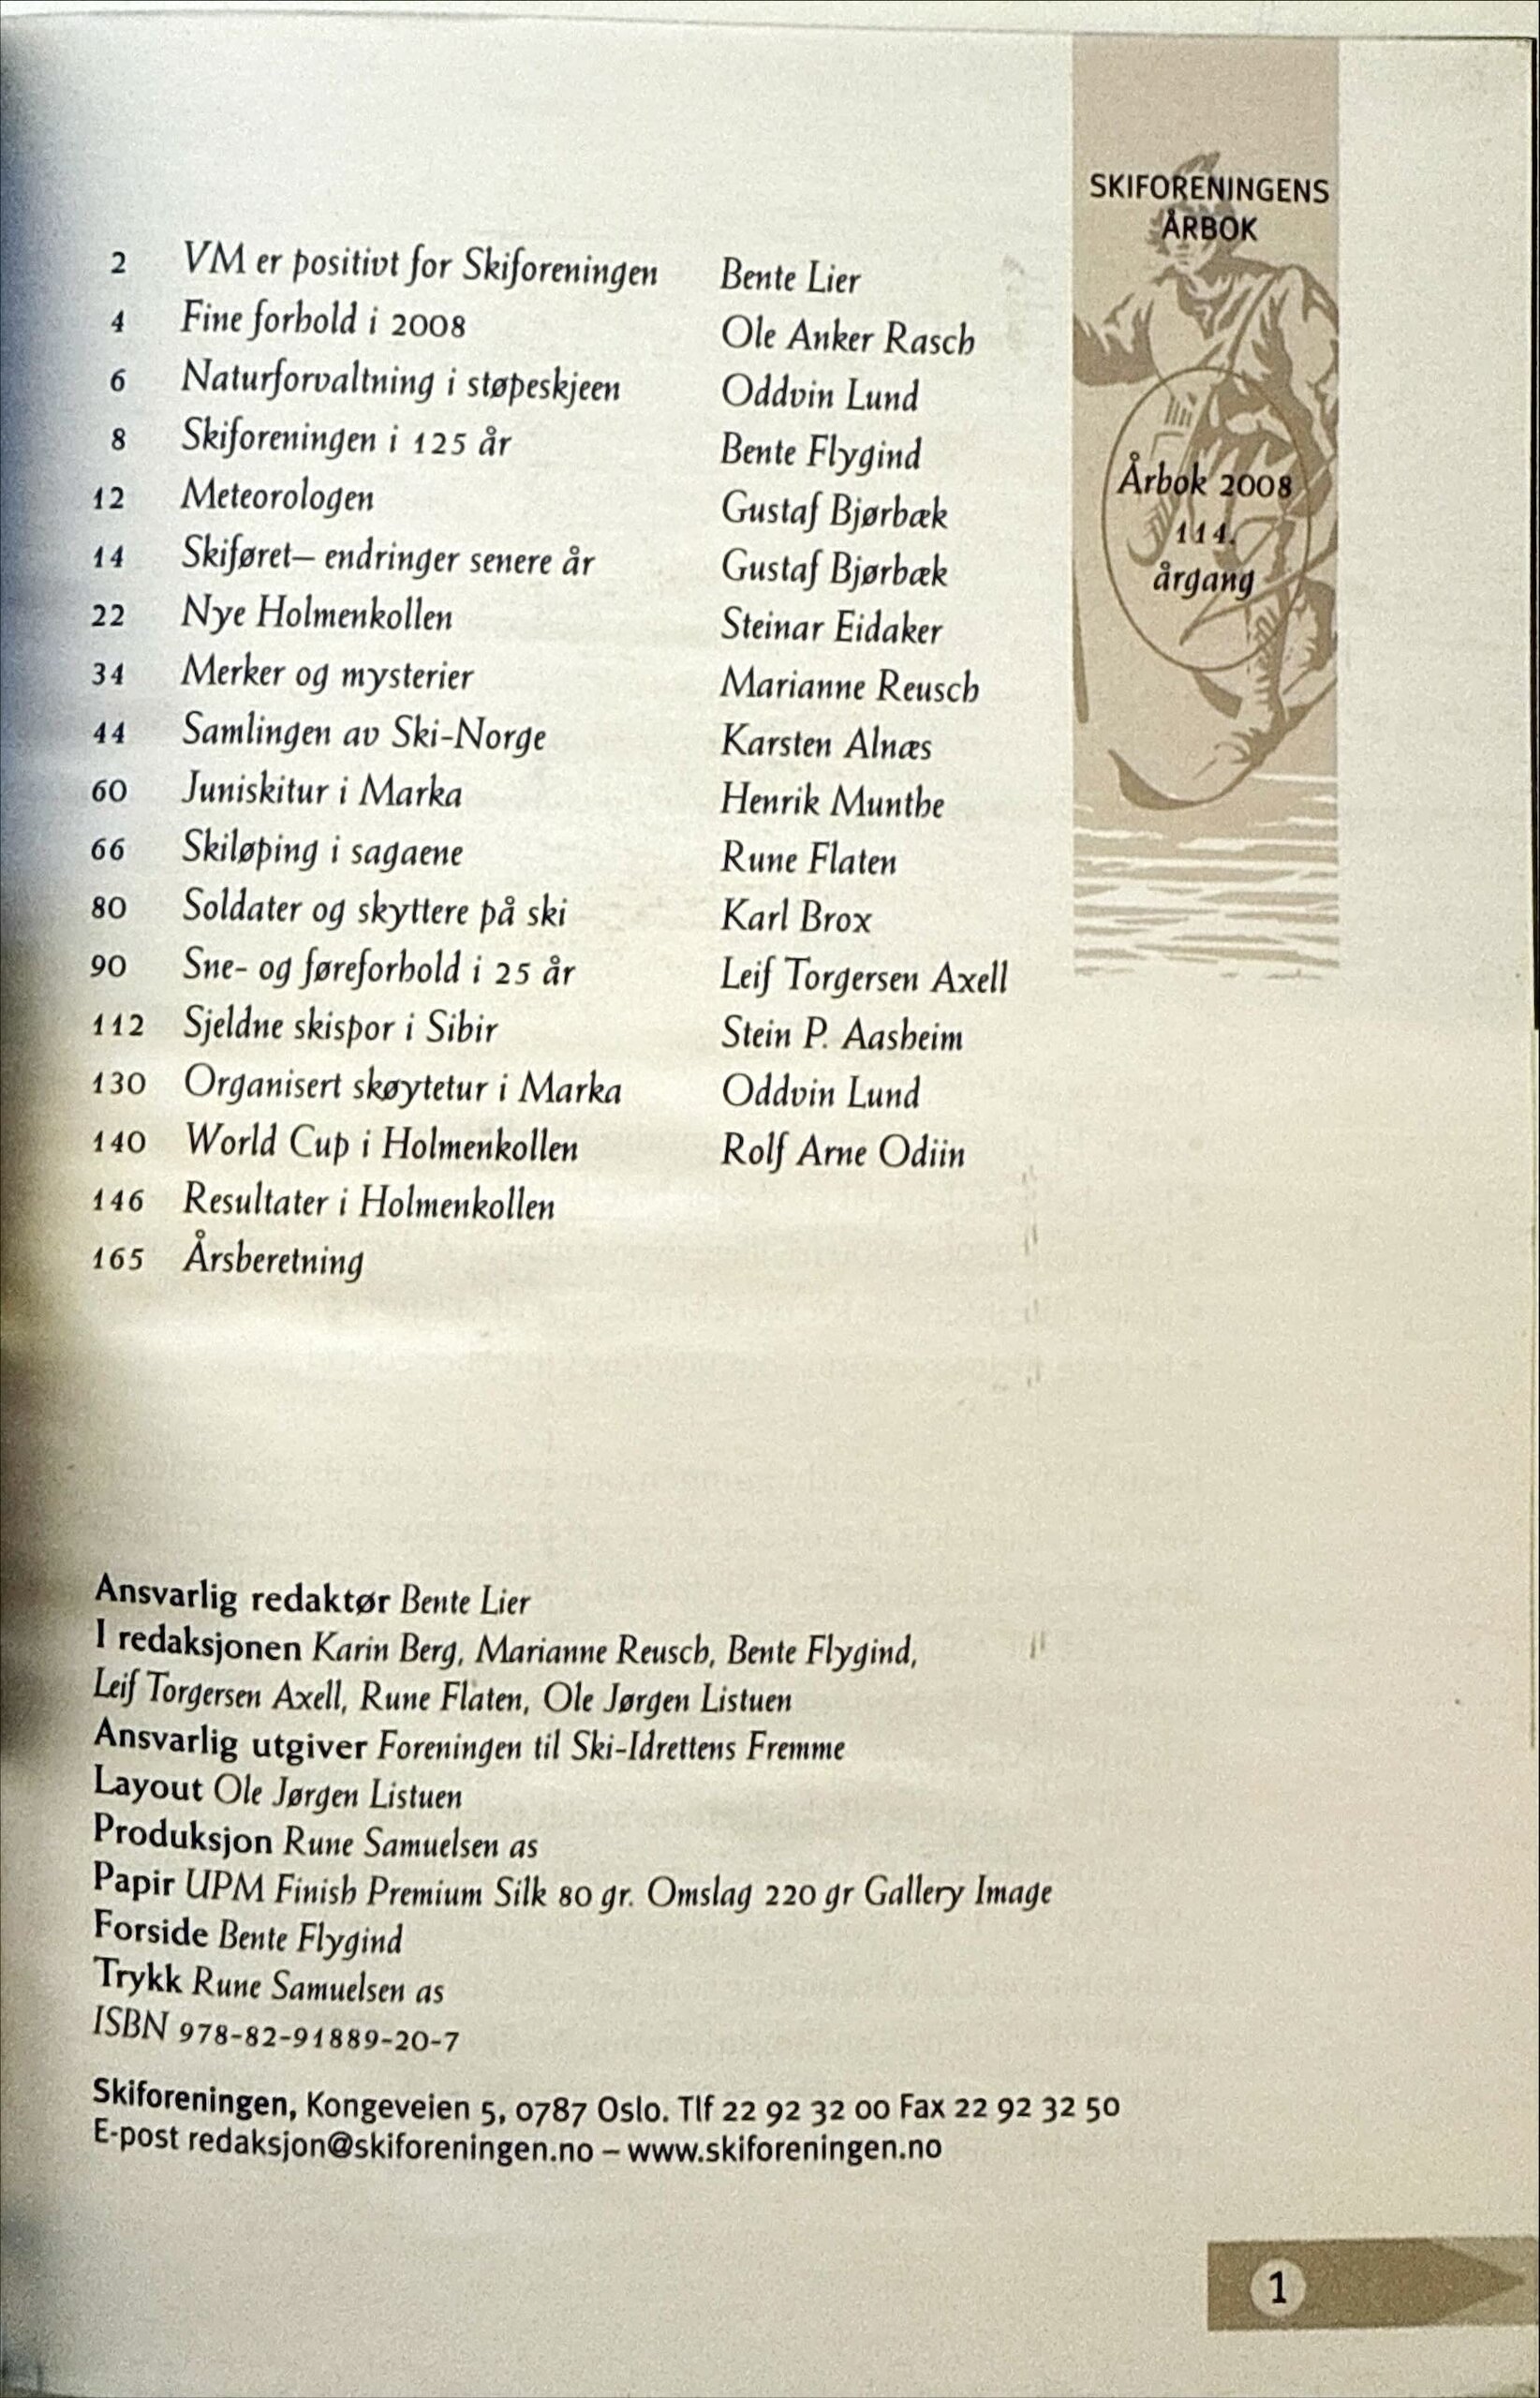 SKIFORENINGENS
ÅRBOK
Årbok 2008
114.
årgang
2 VM er positivt for Skiforeningen Bente Lier
4 Fine forhold i 2008 Ole Anker Rasch
6 Naturforvaltning i støpeskjeen Oddvin Lund
8 Skiforeningen i 125 år Bente Flygind
12 Meteorologen Gustaf Bjørbæk
14 Skiføret– endringer senere år Gustaf Bjørbæk
22 Nye Holmenkollen Steinar Eidaker
34 Merker og mysterier Marianne Reusch
44 Samlingen av Ski-Norge Karsten Alnæs
60 Juniskitur i Marka Henrik Munthe
66 Skiløping i sagaene Rune Flaten
80 Soldater og skyttere på ski Karl Brox
90 Sne- og føreforhold i 25 år Leif Torgersen Axell
112 Sjeldne skispor i Sibir Stein P. Aasheim
130 Organisert skøytetur i Marka Oddvin Lund
140 World Cup i Holmenkollen Rolf Arne Odiin
146 Resultater i Holmenkollen
165 Årsberetning
Ansvarlig redaktør Bente Lier
I redaksjonen Karin Berg, Marianne Reusch, Bente Flygind,
Leif Torgersen Axell, Rune Flaten, Ole Jørgen Listuen
Ansvarlig utgiver Foreningen til Ski-Idrettens Fremme
Layout Ole Jørgen Listuen
Produksjon Rune Samuelsen as
Papir UPM Finish Premium Silk 80 gr. Omslag 220 gr Gallery Image
Forside Bente Flygind
Trykk Rune Samuelsen as
ISBN 978-82-91889-20-7
Skiforeningen, Kongeveien 5, 0787 Oslo. Tlf 22 92 32 00 Fax 22 92 32 50
E-post redaksjon@skiforeningen.no – www.skiforeningen.no
1